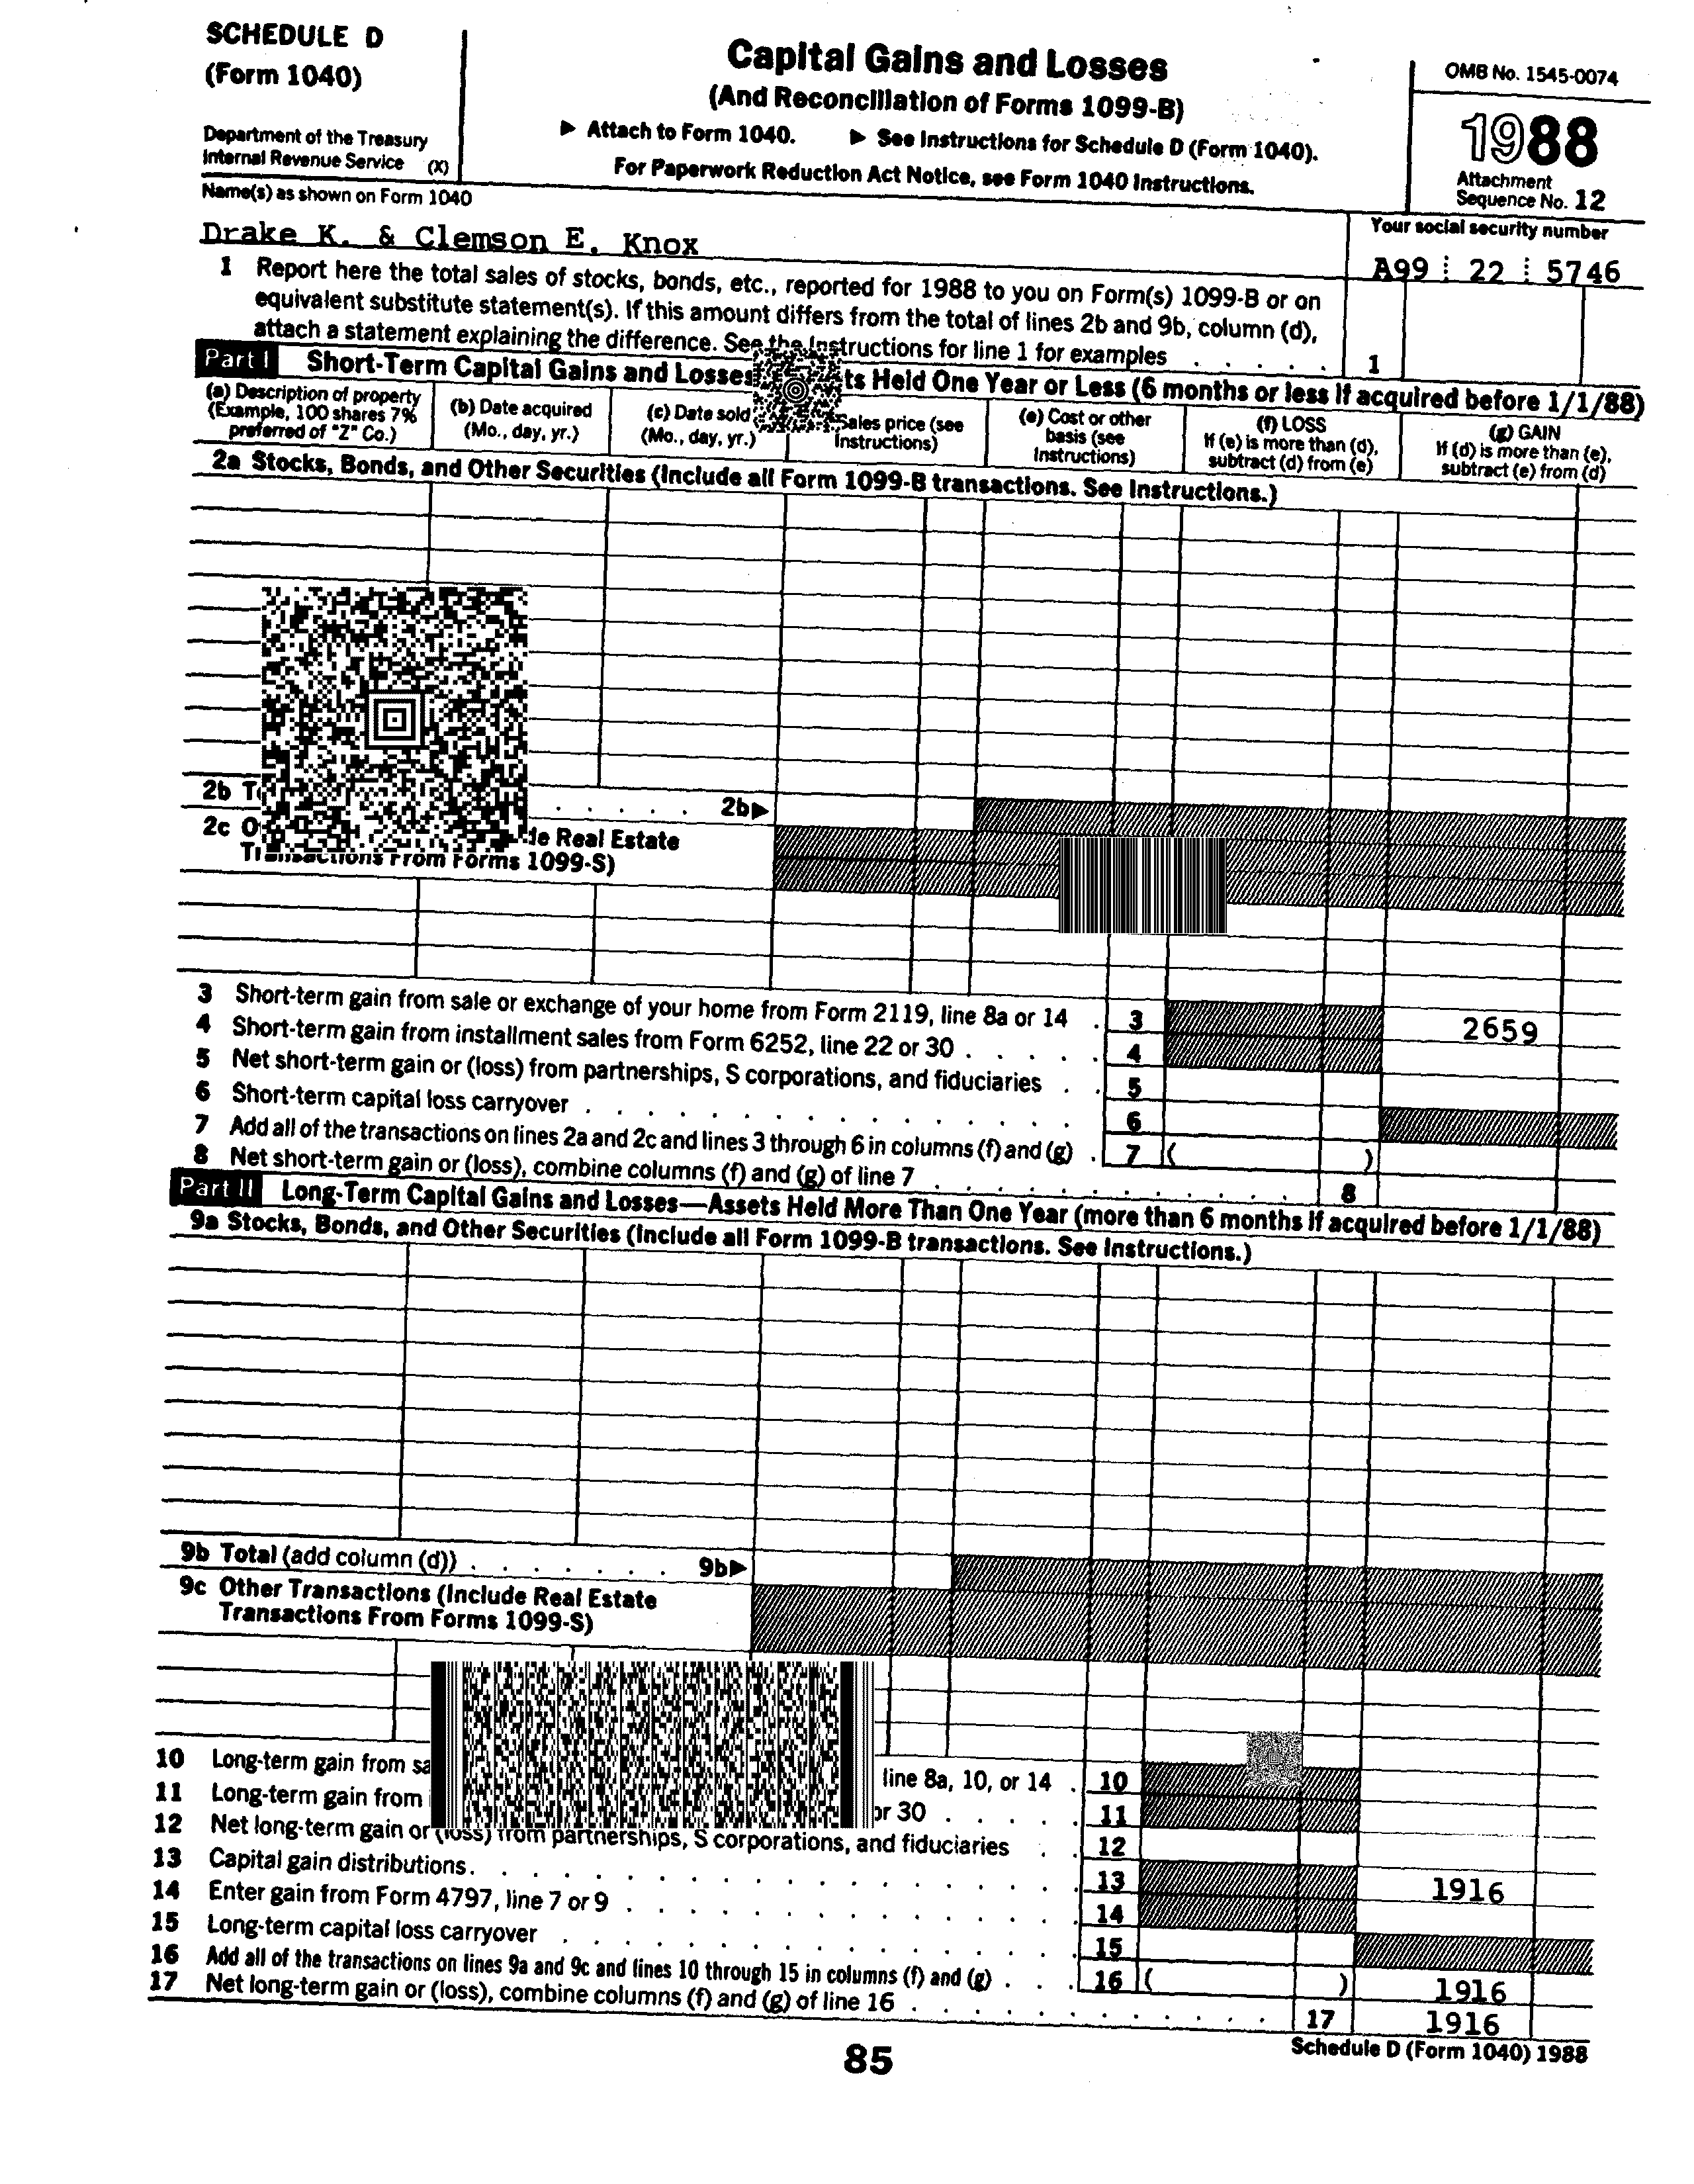 SCHEDULE D
(Form 1040)
Department of the Treasury
Internal Revenue Service (X)
Capital Gains and Losses
(And Reconciliation of Forms 1099-B)
▶ Attach to Form 1040. ▶ See Instructions for Schedule D (Form 1040).
For Paperwork Reduction Act Notice, see Form 1040 Instructions.
OMB No. 1545-0074
1988
Attachment
Sequence No. 12
Name(s) as shown on Form 1040
Drake K. & Clemson E. Knox
Your social security number
A99 22 5746
1 Report here the total sales of stocks, bonds, etc., reported for 1988 to you on Form(s) 1099-B or on
equivalent substitute statement(s). If this amount differs from the total of lines 2b and 9b, column (d),
attach a statement explaining the difference. See the Instructions for line 1 for examples . . . . . 1
Part I Short-Term Capital Gains and Losses ts Held One Year or Less (6 months or less if acquired before 1/1/88)
(a) Description of property
(Example, 100 shares 7%
preferred of "Z" Co.)
(b) Date acquired
(Mo., day, yr.)
(c) Date sold
(Mo., day, yr.)
Sales price (see
Instructions)
(e) Cost or other
basis (see
Instructions)
(f) LOSS
If (e) is more than (d),
subtract (d) from (e)
(g) GAIN
If (d) is more than (e),
subtract (e) from (d)
2a Stocks, Bonds, and Other Securities (Include all Form 1099-B transactions. See Instructions.)
2b . . . . . 2b▶
2c Real Estate
Transactions From Forms 1099-S)
3 Short-term gain from sale or exchange of your home from Form 2119, line 8a or 14 . 3 2659
4 Short-term gain from installment sales from Form 6252, line 22 or 30 . . . . . 4
5 Net short-term gain or (loss) from partnerships, S corporations, and fiduciaries . . 5
6 Short-term capital loss carryover . . . . . . . . . . . . . 6
7 Add all of the transactions on lines 2a and 2c and lines 3 through 6 in columns (f) and (g) . 7 ( )
8 Net short-term gain or (loss), combine columns (f) and (g) of line 7 . . . . . . . . . . . . 8
Part II Long-Term Capital Gains and Losses—Assets Held More Than One Year (more than 6 months if acquired before 1/1/88)
9a Stocks, Bonds, and Other Securities (Include all Form 1099-B transactions. See Instructions.)
9b Total (add column (d)) . . . . . . . 9b▶
9c Other Transactions (Include Real Estate
Transactions From Forms 1099-S)
10 Long-term gain from sa line 8a, 10, or 14 . 10
11 Long-term gain from or 30 . . . . . 11
12 Net long-term gain or (loss) from partnerships, S corporations, and fiduciaries . . 12
13 Capital gain distributions. . . . . . . . . . . . . . . . . 13 1916
14 Enter gain from Form 4797, line 7 or 9 . . . . . . . . . . . . 14
15 Long-term capital loss carryover . . . . . . . . . . . . . . 15
16 Add all of the transactions on lines 9a and 9c and lines 10 through 15 in columns (f) and (g) . . . 16 ( ) 1916
17 Net long-term gain or (loss), combine columns (f) and (g) of line 16 . . . . . . . . . . . . 17 1916
Schedule D (Form 1040) 1988
85